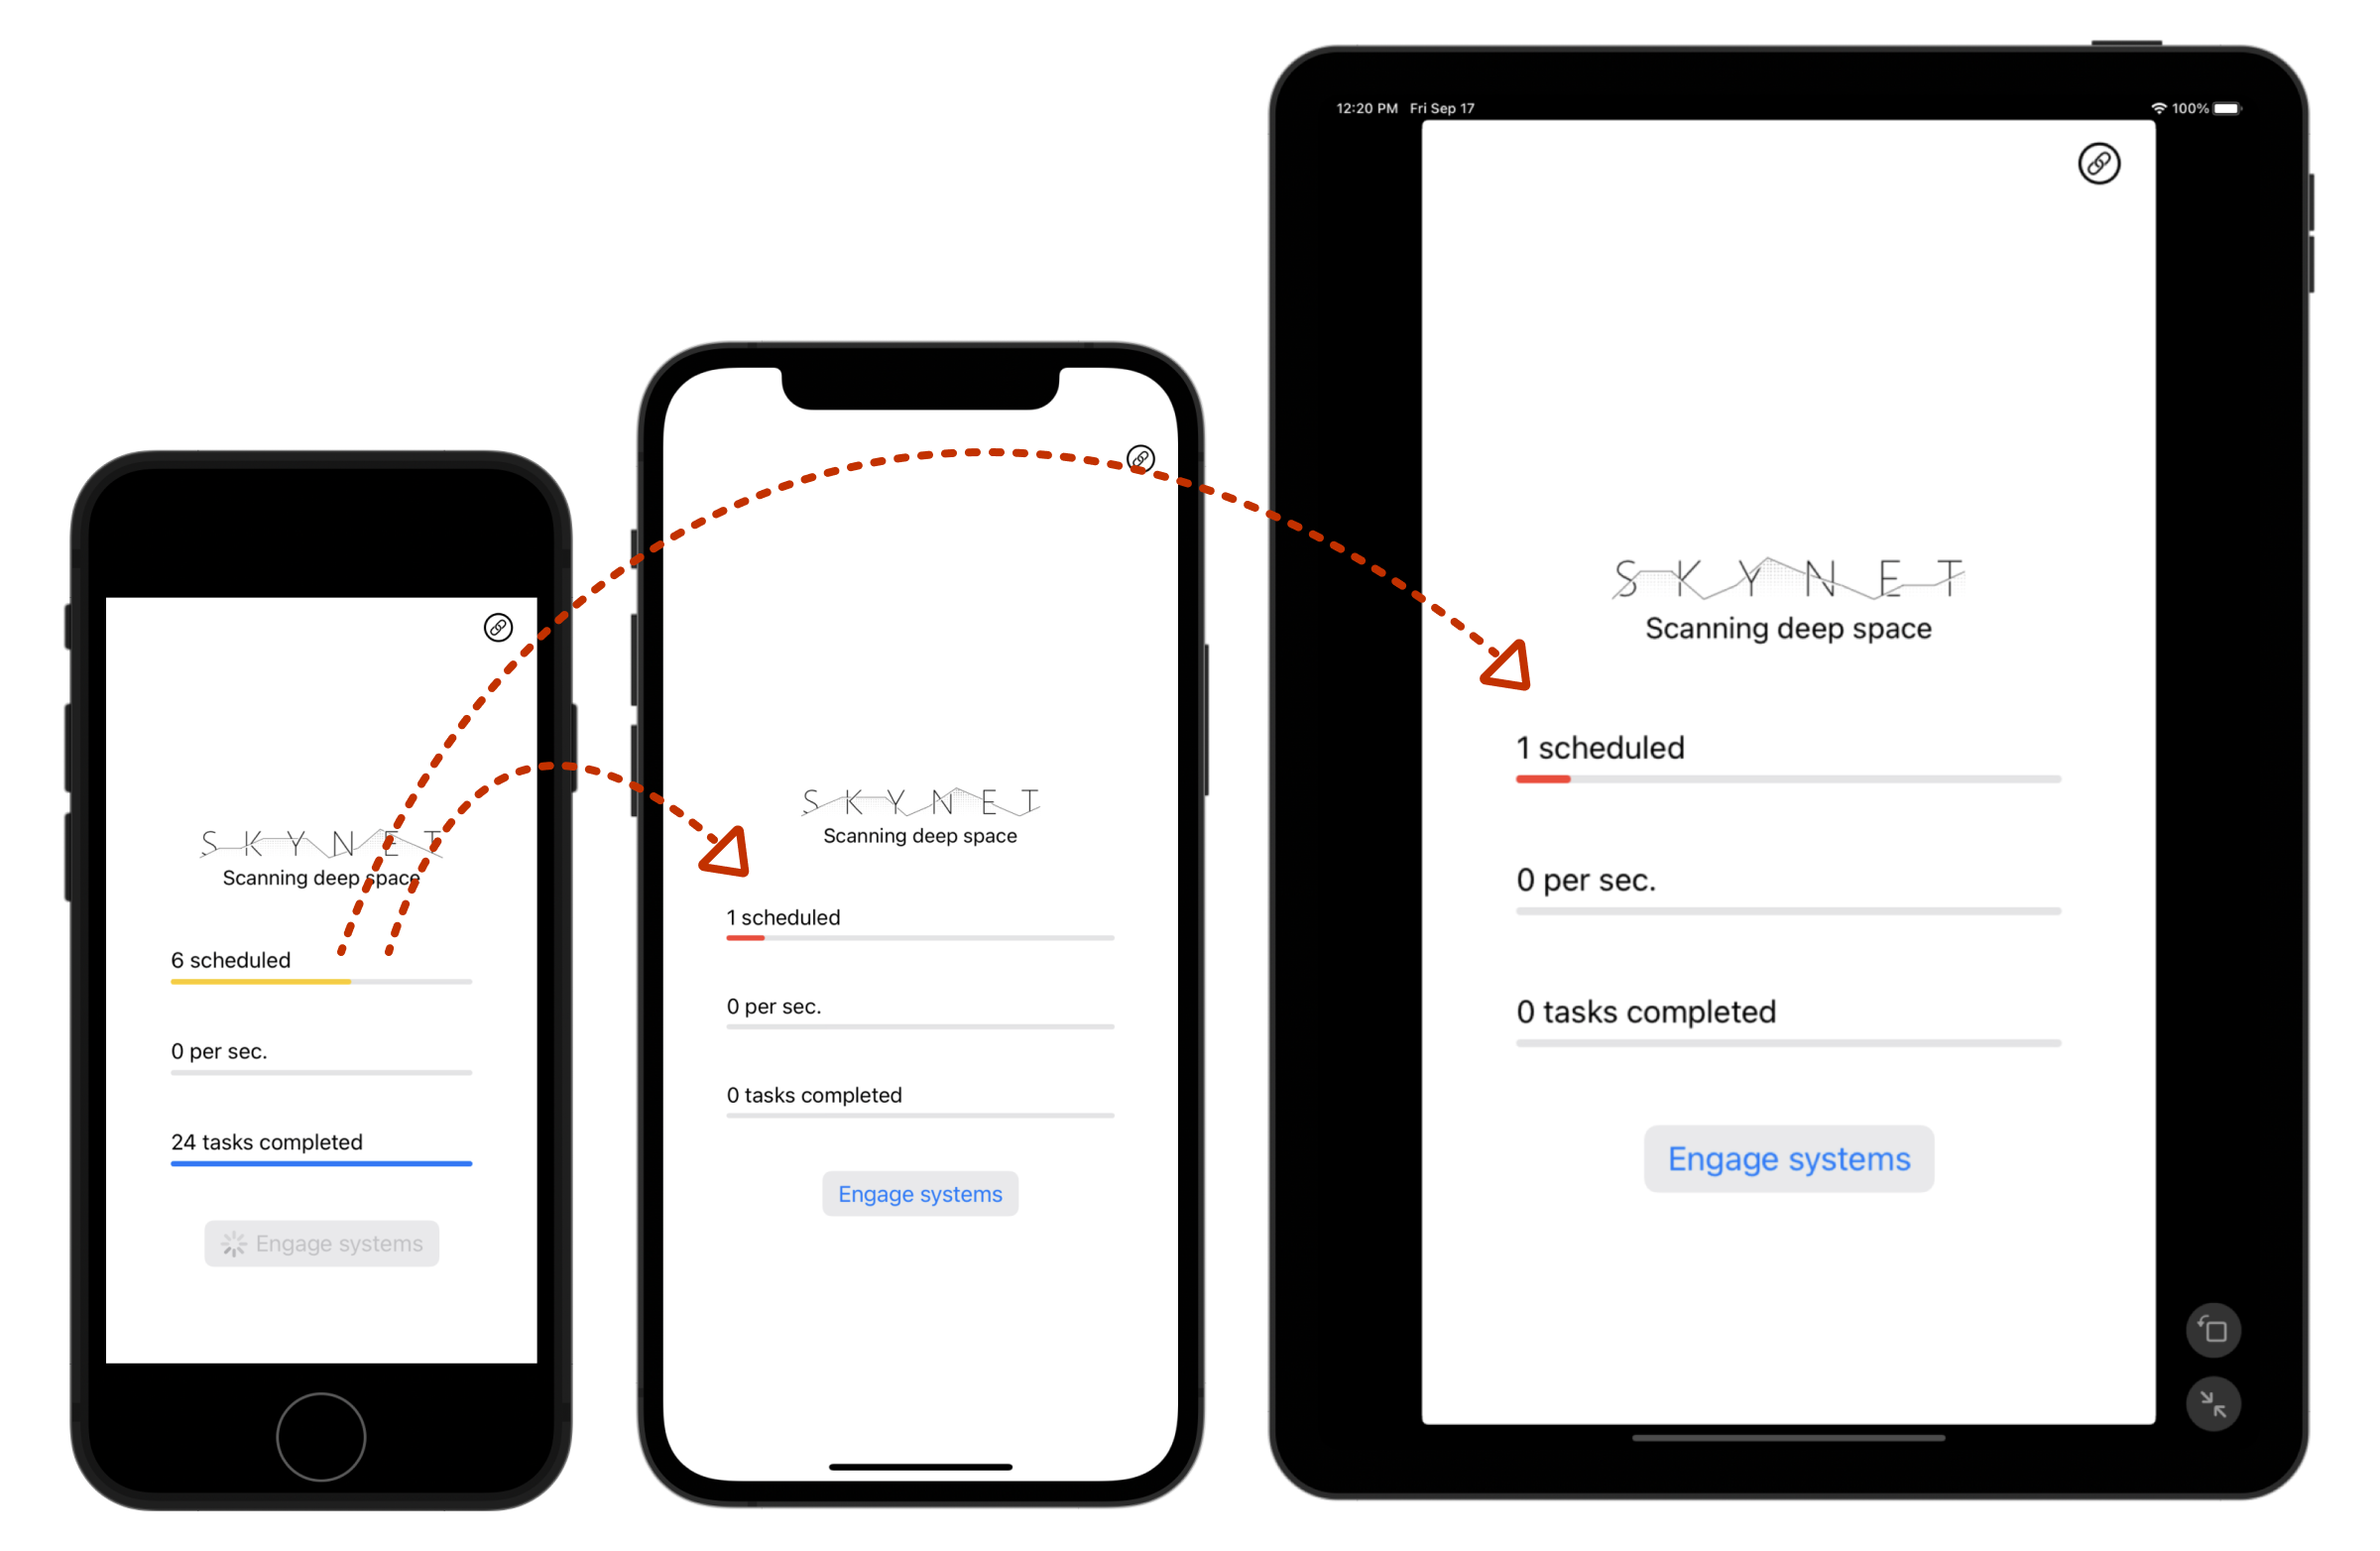 SKYNET
Scanning deep space
6 scheduled
0 per sec.
24 tasks completed
Engage systems
SKYNET
Scanning deep space
1 scheduled
0 per sec.
0 tasks completed
Engage systems
12:20 PM Fri Sep 17 100%
SKYNET
Scanning deep space
1 scheduled
0 per sec.
0 tasks completed
Engage systems